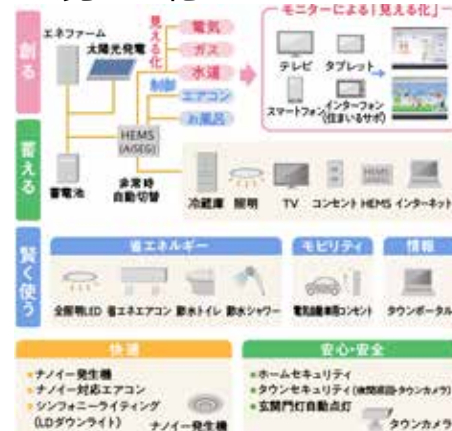 モニターによる「見える化」
創る
エネファーム
太陽光発電
見える化
電気
ガス
水道
制御
エアコン
お風呂
テレビ
タブレット
スマートフォン
インターフォン
(住まいるサポ)
蓄える
HEMS
(AiSEG)
蓄電池
非常時
自動切替
冷蔵庫
照明
TV
コンセント
HEMS
インターネット
賢く使う
省エネルギー
モビリティ
情報
全照明LED
省エネエアコン
節水トイレ
節水シャワー
電気自動車用コンセント
タウンポータル
快適
安心・安全
ナノイー発生機
ナノイー対応エアコン
シンフォニーライティング
(LDダウンライト)
ナノイー発生機
ホームセキュリティ
タウンセキュリティ(夜間巡回・タウンカメラ)
玄関門灯自動点灯
タウンカメラ